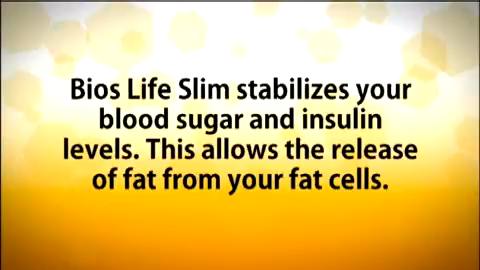 Bios Life Slim stabilizes your
blood sugar and insulin
levels. This allows the release
of fat from your fat cells.